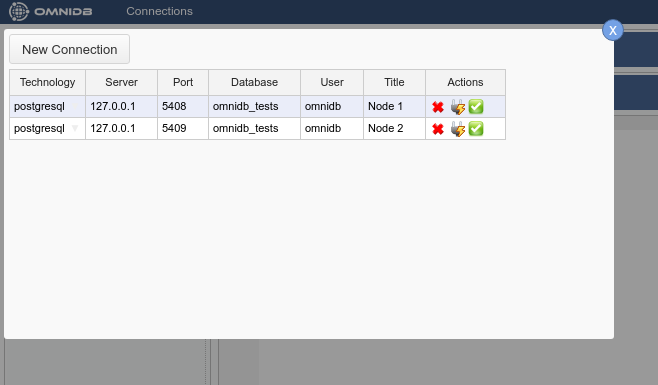 OMNIDB Connections
X
New Connection
Technology Server Port Database User Title Actions
postgresql 127.0.0.1 5408 omnidb_tests omnidb Node 1
postgresql 127.0.0.1 5409 omnidb_tests omnidb Node 2